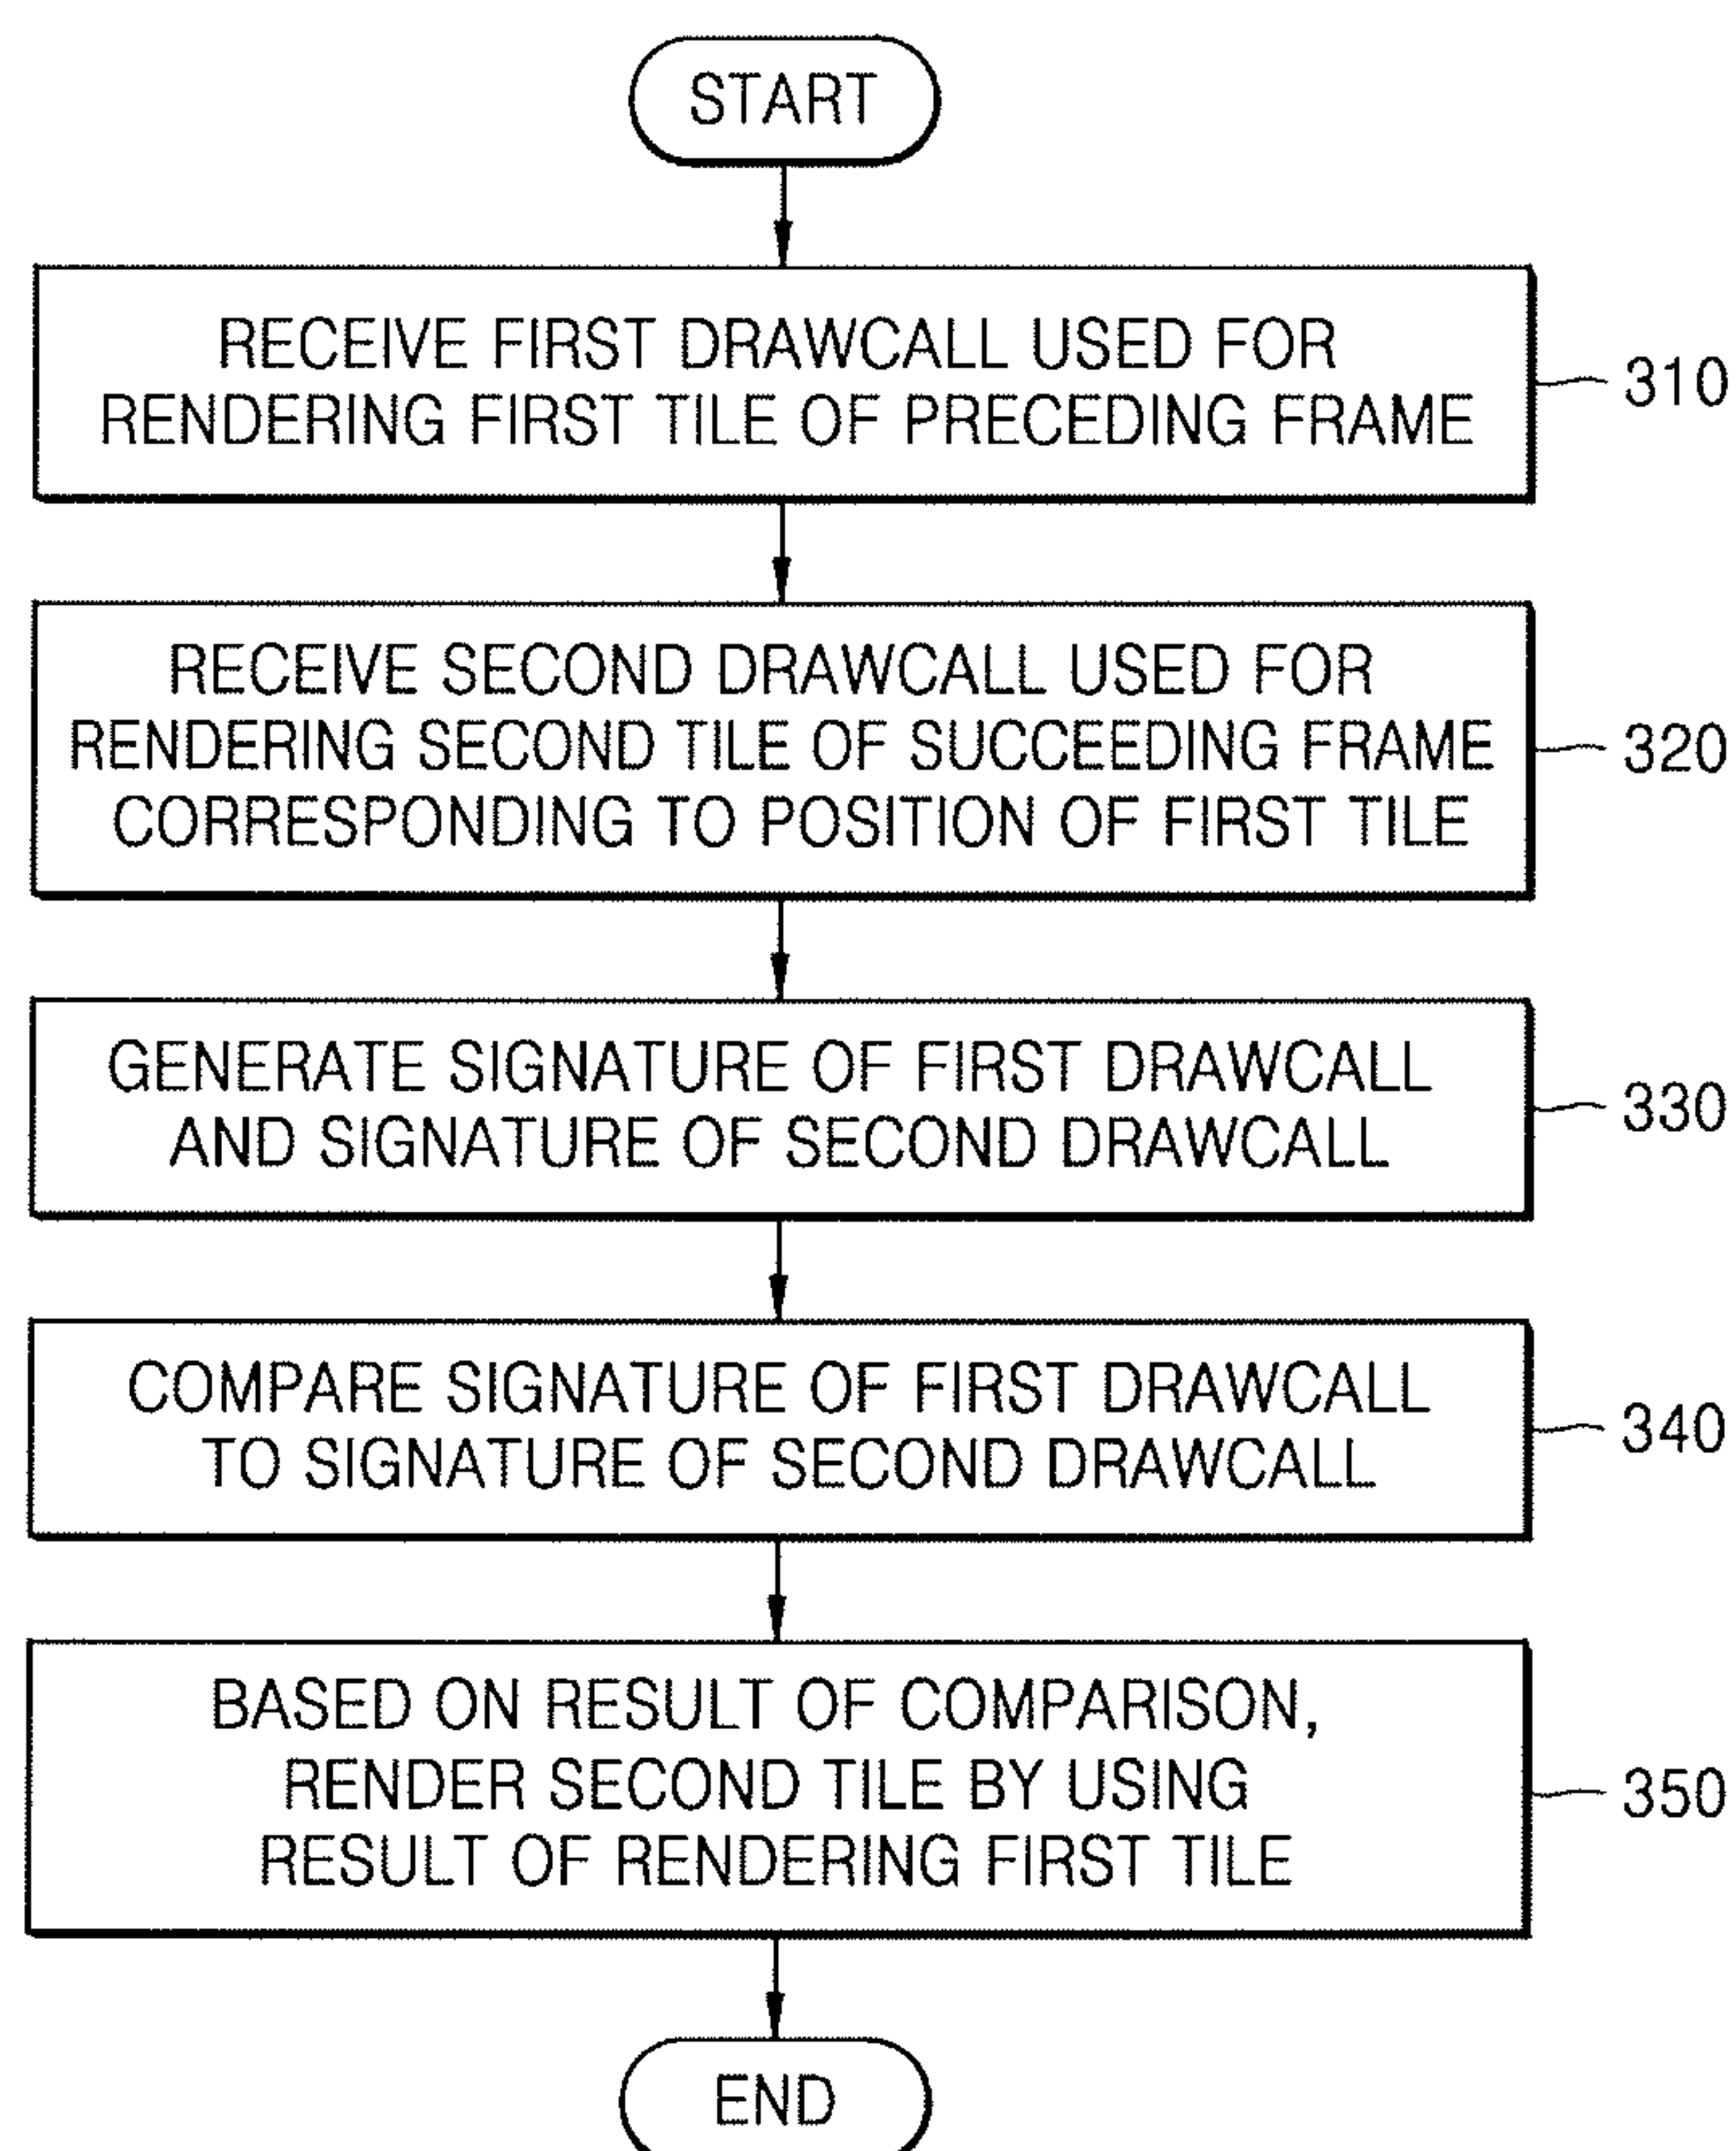 START
RECEIVE FIRST DRAWCALL USED FOR
RENDERING FIRST TILE OF PRECEDING FRAME
310
RECEIVE SECOND DRAWCALL USED FOR
RENDERING SECOND TILE OF SUCCEEDING FRAME
CORRESPONDING TO POSITION OF FIRST TILE
320
GENERATE SIGNATURE OF FIRST DRAWCALL
AND SIGNATURE OF SECOND DRAWCALL
330
COMPARE SIGNATURE OF FIRST DRAWCALL
TO SIGNATURE OF SECOND DRAWCALL
340
BASED ON RESULT OF COMPARISON,
RENDER SECOND TILE BY USING
RESULT OF RENDERING FIRST TILE
350
END